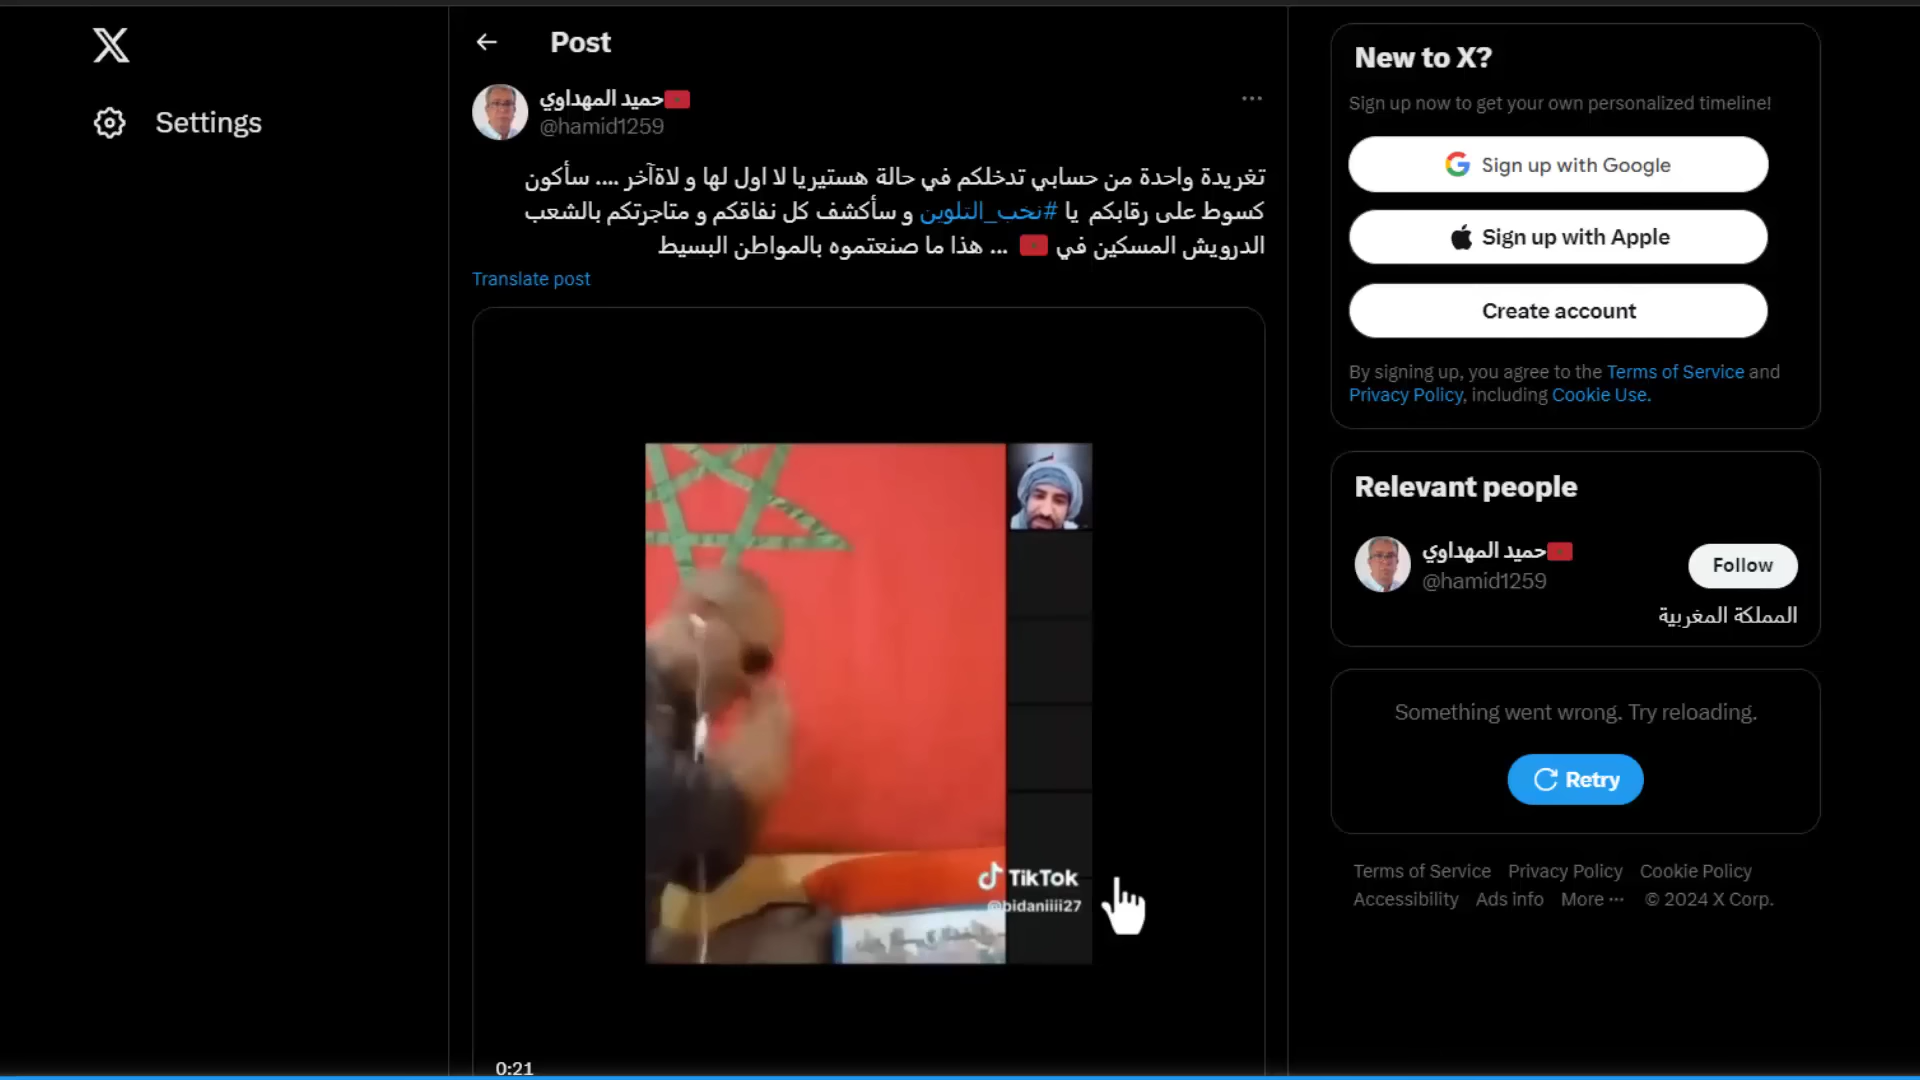 Post
Settings
حميد المهداوي
@hamid1259
تغريدة واحدة من حسابي تدخلكم في حالة هستيريا لا اول لها و لاةآخر .... سأكون
كسوط على رقابكم يا #نخب_التلوين و سأكشف كل نفاقكم و متاجرتكم بالشعب
الدرويش المسكين في 🇲🇦 ... هذا ما صنعتموه بالمواطن البسيط
Translate post
TikTok
@bidaniiii27
0:21
New to X?
Sign up now to get your own personalized timeline!
Sign up with Google
Sign up with Apple
Create account
By signing up, you agree to the Terms of Service and
Privacy Policy, including Cookie Use.
Relevant people
حميد المهداوي
@hamid1259
Follow
المملكة المغربية
Something went wrong. Try reloading.
Retry
Terms of Service Privacy Policy Cookie Policy
Accessibility Ads info More ··· © 2024 X Corp.